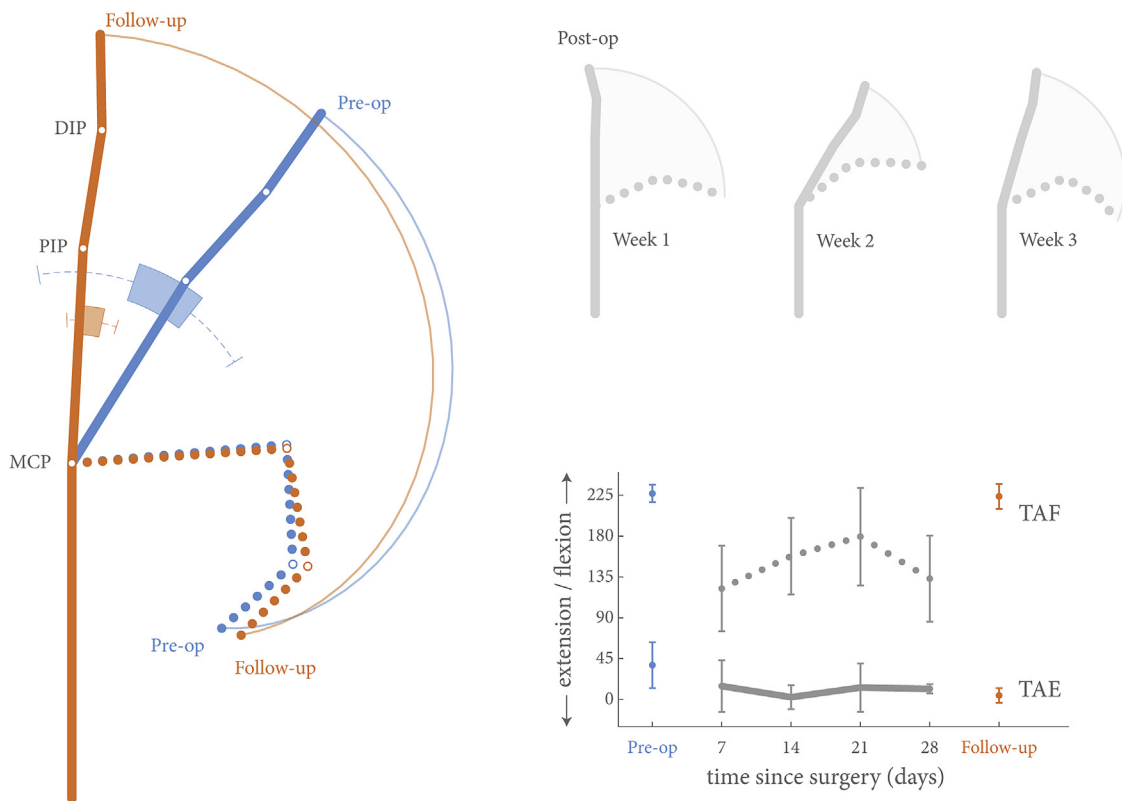 Follow-up
Pre-op
DIP
PIP
MCP
Pre-op
Follow-up
Post-op
Week 1
Week 2
Week 3
extension / flexion
225
180
135
90
45
0
TAF
TAE
Pre-op
7
14
21
28
Follow-up
time since surgery (days)